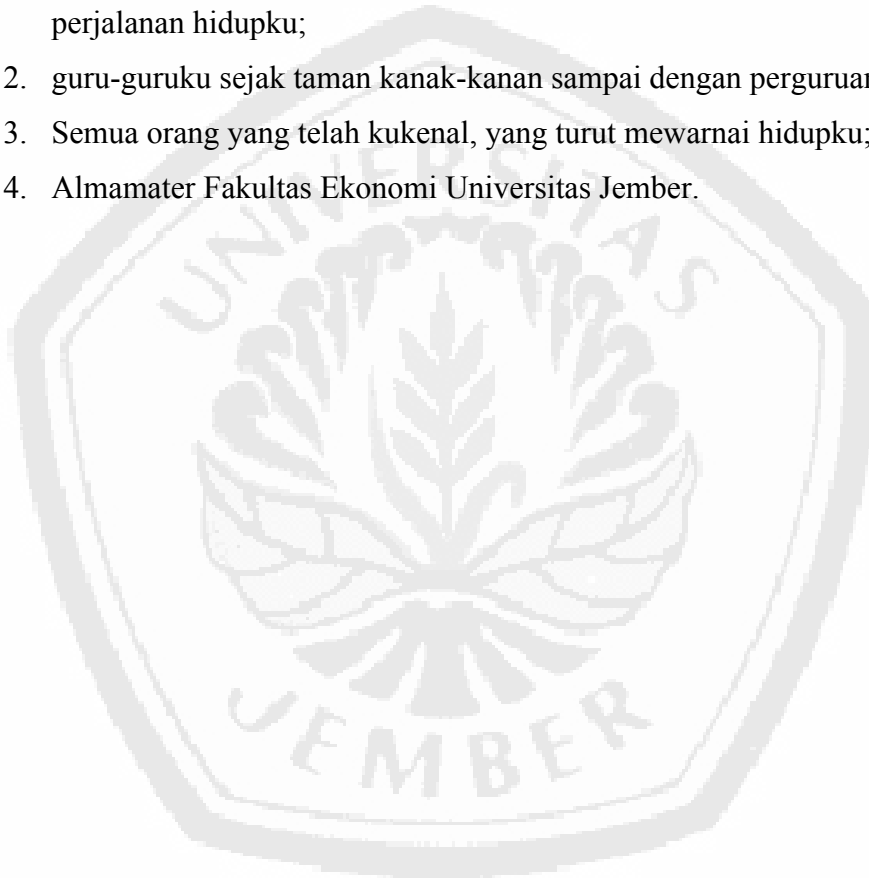 perjalanan hidupku;
2. guru-guruku sejak taman kanak-kanan sampai dengan perguruan
3. Semua orang yang telah kukenal, yang turut mewarnai hidupku;
4. Almamater Fakultas Ekonomi Universitas Jember.
UNIVERSITAS
JEMBER